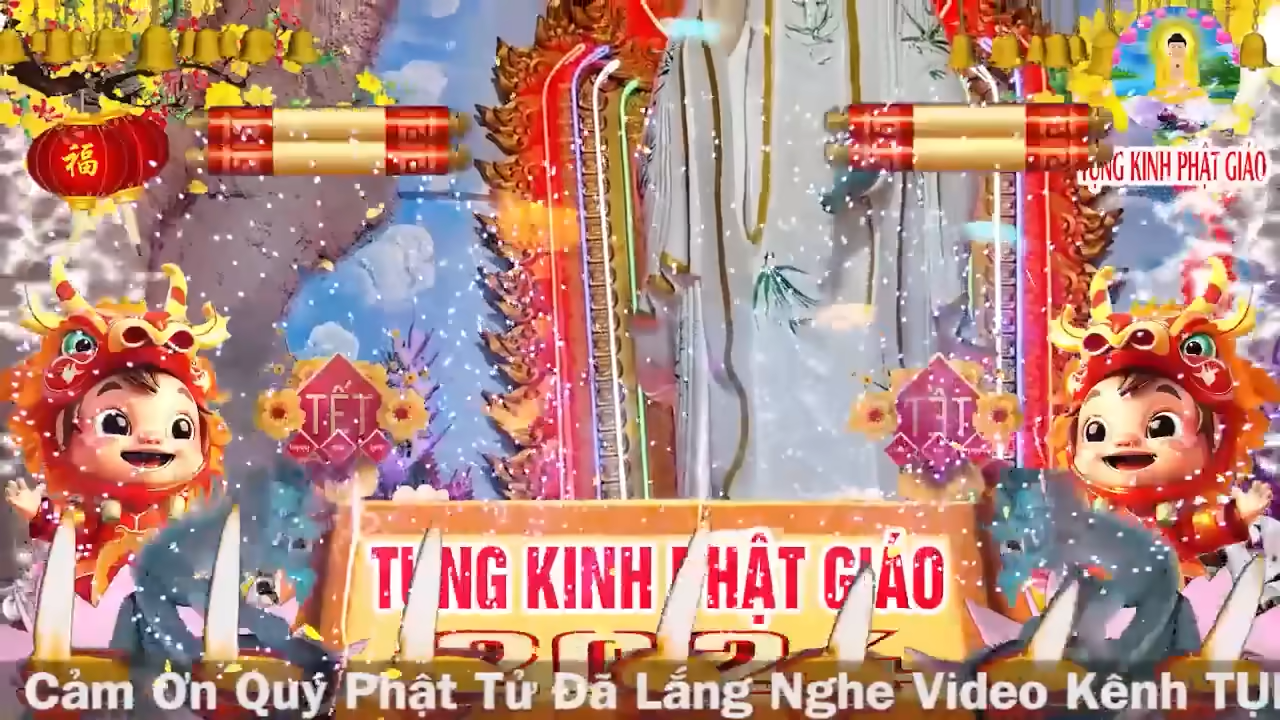 福
TỤNG KINH PHẬT GIÁO
TẾT
TẾT
TỤNG KINH PHẬT GIÁO
2024
Cảm Ơn Quý Phật Tử Đã Lắng Nghe Video Kênh